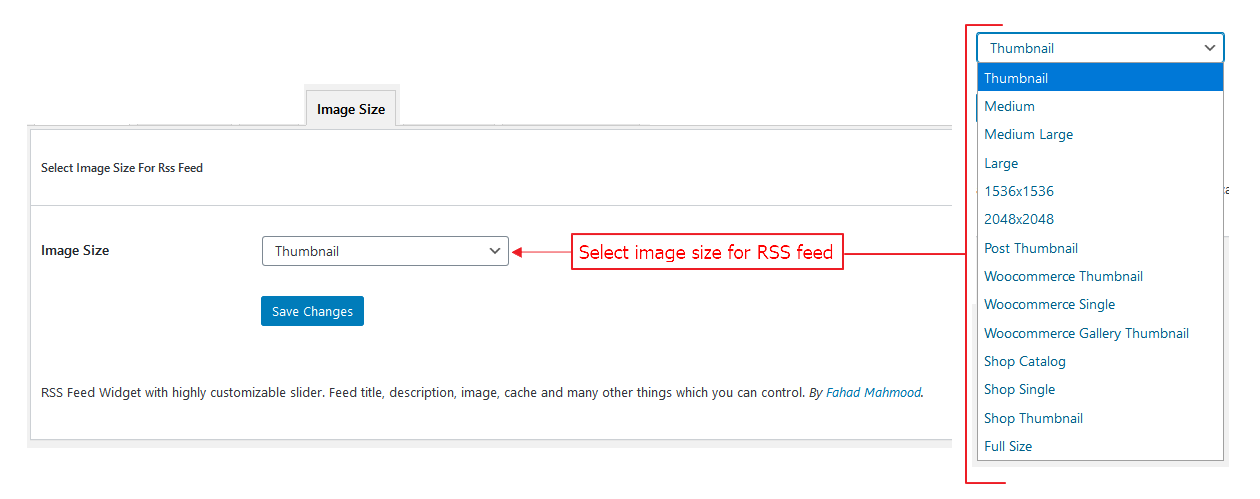 Image Size
Select Image Size For Rss Feed
Image Size
Thumbnail
Select image size for RSS feed
Save Changes
RSS Feed Widget with highly customizable slider. Feed title, description, image, cache and many other things which you can control. By Fahad Mahmood.
Thumbnail
Thumbnail
Medium
Medium Large
Large
1536x1536
2048x2048
Post Thumbnail
Woocommerce Thumbnail
Woocommerce Single
Woocommerce Gallery Thumbnail
Shop Catalog
Shop Single
Shop Thumbnail
Full Size